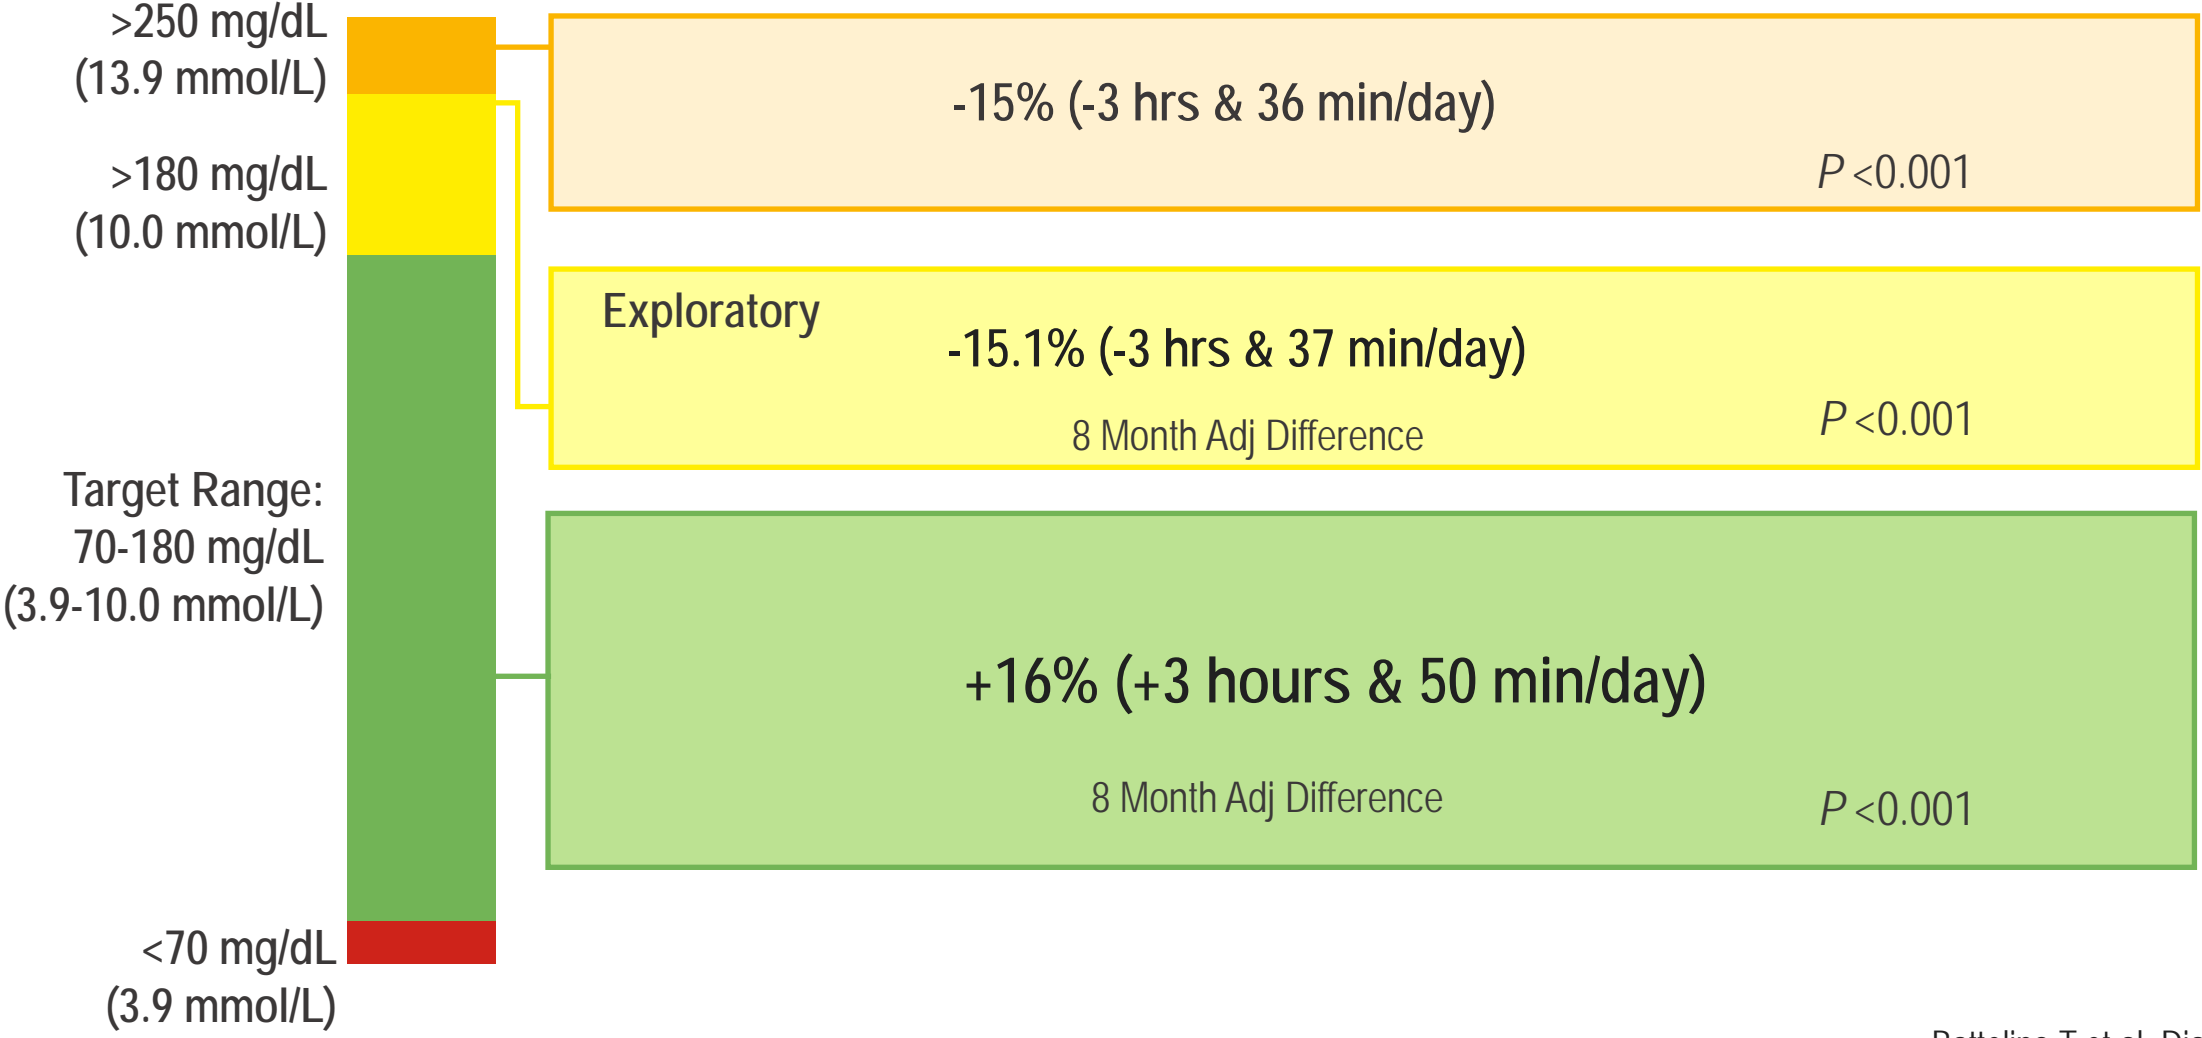 >250 mg/dL
(13.9 mmol/L)
-15% (-3 hrs & 36 min/day)
P <0.001
>180 mg/dL
(10.0 mmol/L)
Exploratory
-15.1% (-3 hrs & 37 min/day)
8 Month Adj Difference
P <0.001
Target Range:
70-180 mg/dL
(3.9-10.0 mmol/L)
+16% (+3 hours & 50 min/day)
8 Month Adj Difference
P <0.001
<70 mg/dL
(3.9 mmol/L)